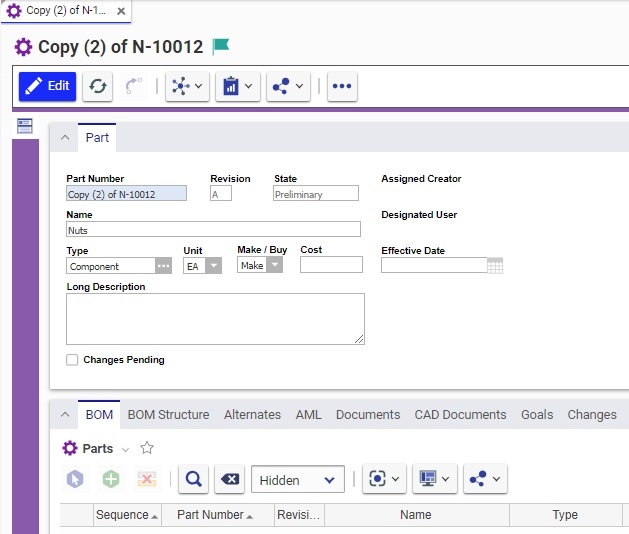 Copy (2) of N-1...
Copy (2) of N-10012
Edit
Part
Part Number Revision State Assigned Creator
Copy (2) of N-10012 A Preliminary
Name Designated User
Nuts
Type Unit Make / Buy Cost Effective Date
Component EA Make
Long Description
Changes Pending
BOM BOM Structure Alternates AML Documents CAD Documents Goals Changes
Parts
Hidden
Sequence Part Number Revisi... Name Type